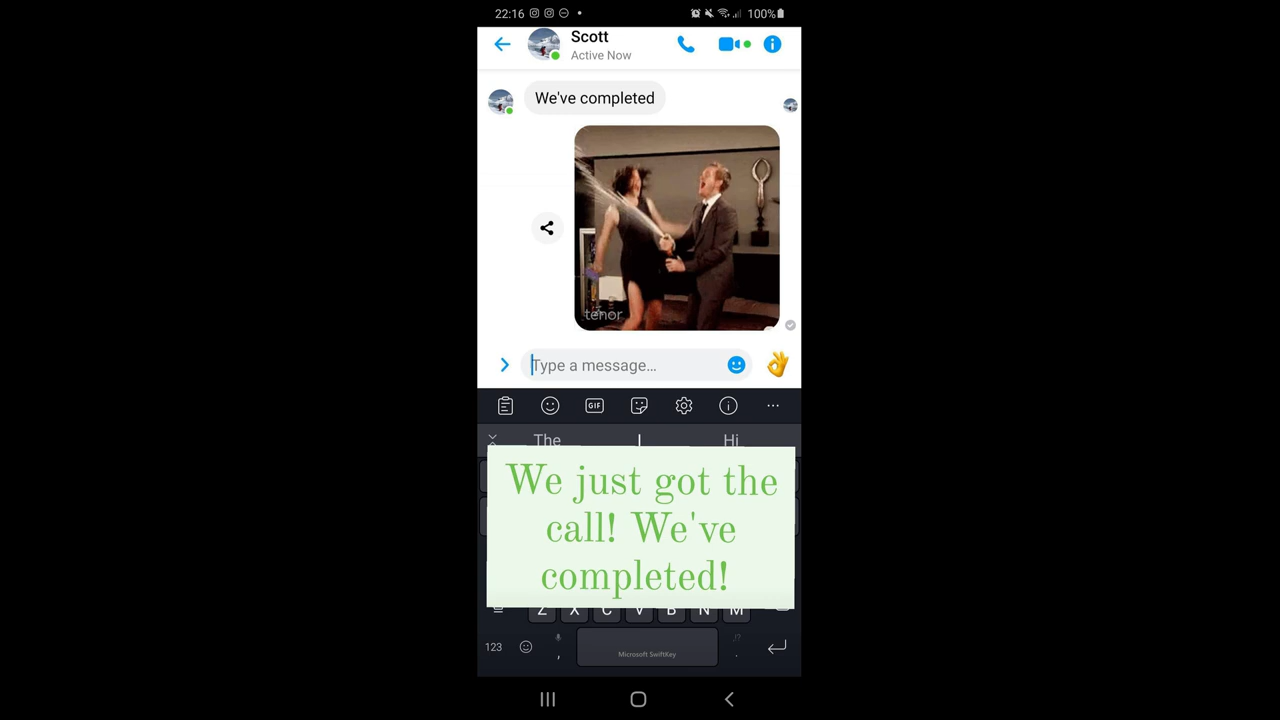 22:16
100%
Scott
Active Now
We've completed
tenor
Type a message...
GIF
The
I
Hi
We just got the
call! We've
completed!
Z X C V B N M
123
, .
Microsoft SwiftKey